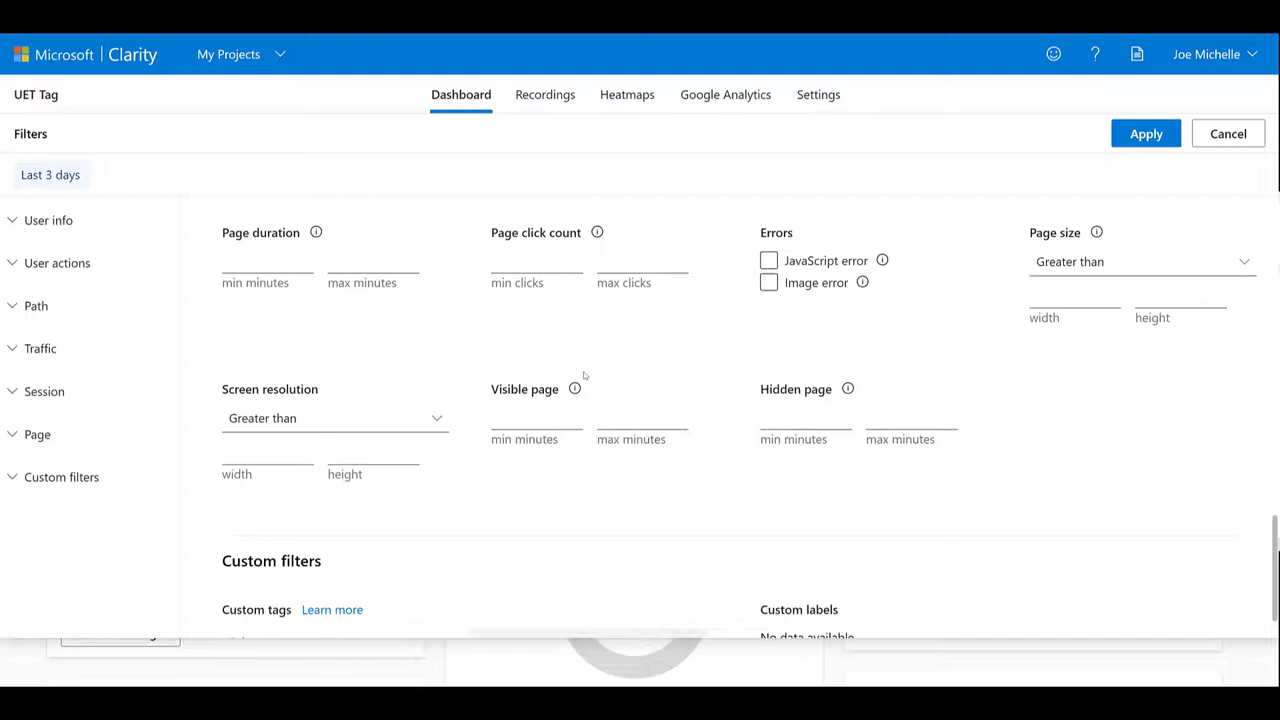 Microsoft | Clarity My Projects Joe Michelle
UET Tag Dashboard Recordings Heatmaps Google Analytics Settings
Filters Apply Cancel
Last 3 days
User info
User actions
Path
Traffic
Session
Page
Custom filters
Page duration Page click count Errors Page size
JavaScript error Greater than
min minutes max minutes min clicks max clicks Image error
width height
Screen resolution Visible page Hidden page
Greater than
min minutes max minutes min minutes max minutes
width height
Custom filters
Custom tags Learn more Custom labels
No data available